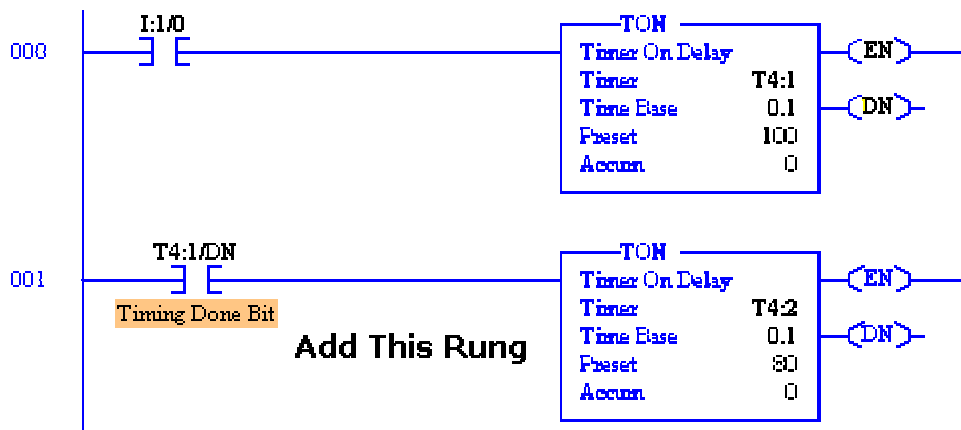 I:1/0
000
TON
Timer On Delay
Timer T4:1
Time Base 0.1
Preset 100
Accum 0
EN
DN
T4:1/DN
001
Timing Done Bit
Add This Rung
TON
Timer On Delay
Timer T4:2
Time Base 0.1
Preset 80
Accum 0
EN
DN